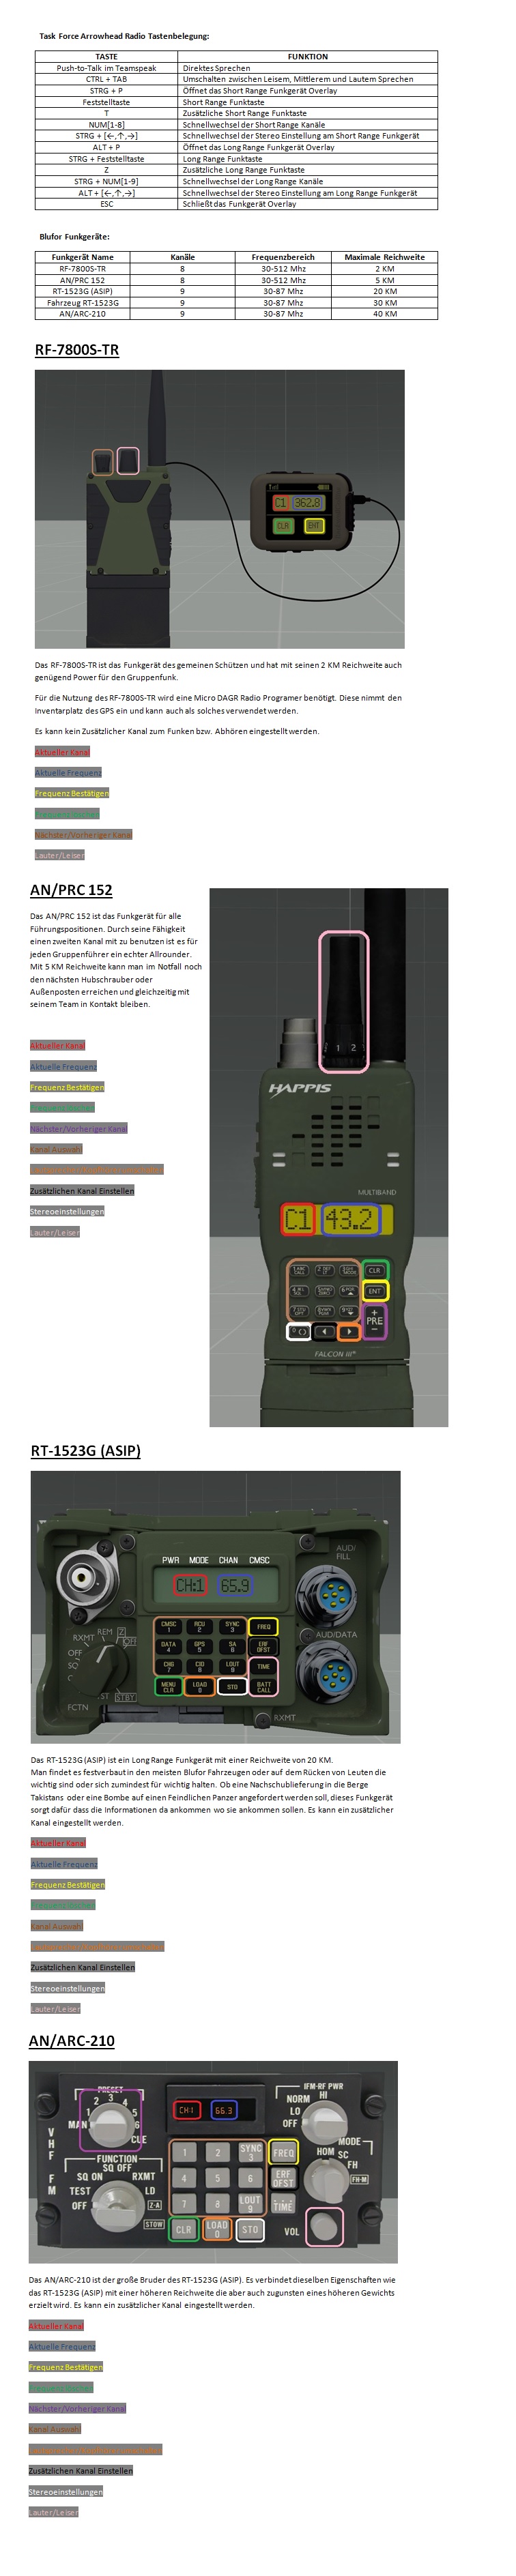 Task Force Arrowhead Radio Tastenbelegung:
TASTE FUNKTION
Push-to-Talk im Teamspeak Direktes Sprechen
CTRL + TAB Umschalten zwischen Leisem, Mittlerem und Lautem Sprechen
STRG + P Öffnet das Short Range Funkgerät Overlay
Feststelltaste Short Range Funktaste
T Zusätzliche Short Range Funktaste
NUM[1-8] Schnellwechsel der Short Range Kanäle
STRG + [←,↑,→] Schnellwechsel der Stereo Einstellung am Short Range Funkgerät
ALT + P Öffnet das Long Range Funkgerät Overlay
STRG + Feststelltaste Long Range Funktaste
Z Zusätzliche Long Range Funktaste
STRG + NUM[1-9] Schnellwechsel der Long Range Kanäle
ALT + [←,↑,→] Schnellwechsel der Stereo Einstellung am Long Range Funkgerät
ESC Schließt das Funkgerät Overlay
Blufor Funkgeräte:
Funkgerät Name Kanäle Frequenzbereich Maximale Reichweite
RF-7800S-TR 8 30-512 Mhz 2 KM
AN/PRC 152 8 30-512 Mhz 5 KM
RT-1523G (ASIP) 9 30-87 Mhz 20 KM
Fahrzeug RT-1523G 9 30-87 Mhz 30 KM
AN/ARC-210 9 30-87 Mhz 40 KM
RF-7800S-TR
C1 362.8
CLR ENT
Das RF-7800S-TR ist das Funkgerät des gemeinen Schützen und hat mit seinen 2 KM Reichweite auch
genügend Power für den Gruppenfunk.
Für die Nutzung des RF-7800S-TR wird eine Micro DAGR Radio Programer benötigt. Diese nimmt den
Inventarplatz des GPS ein und kann auch als solches verwendet werden.
Es kann kein Zusätzlicher Kanal zum Funken bzw. Abhören eingestellt werden.
Aktueller Kanal
Aktuelle Frequenz
Frequenz Bestätigen
Nächster/Vorheriger Kanal
Lauter/Leiser
AN/PRC 152
Das AN/PRC 152 ist das Funkgerät für alle
Führungspositionen. Durch seine Fähigkeit
einen zweiten Kanal mit zu benutzen ist es für
jeden Gruppenführer ein echter Allrounder.
Mit 5 KM Reichweite kann man im Notfall noch
den nächsten Hubschrauber oder
Außenposten erreichen und gleichzeitig mit
seinem Team in Kontakt bleiben.
Aktueller Kanal
Aktuelle Frequenz
Frequenz Bestätigen
Nächster/Vorheriger Kanal
Kanal Auswahl
Zusätzlichen Kanal Einstellen
Stereoeinstellungen
Lauter/Leiser
1 2
HAPPIS
MULTIBAND
C1 43.2
CLR
ENT
+
PRE
-
FALCON III
RT-1523G (ASIP)
PWR MODE CHAN CMSC
CH:1 65.9
AUD/
FILL
CMSC 1 RCU 2 SYNC 3 FREQ
DATA 4 GPS 5 SA 6 ERF OFST
CHG 7 CID 8 LOUT 9 TIME
MENU CLR LOAD 0 STO BATT CALL
AUD/DATA
REM
RXMT
OFF
SQ
STBY
FCTN
RXMT
Das RT-1523G (ASIP) ist ein Long Range Funkgerät mit einer Reichweite von 20 KM.
Man findet es festverbaut in den meisten Blufor Fahrzeugen oder auf dem Rücken von Leuten die
wichtig sind oder sich zumindest für wichtig halten. Ob eine Nachschublieferung in die Berge
Takistans oder eine Bombe auf einen Feindlichen Panzer angefordert werden soll, dieses Funkgerät
sorgt dafür dass die Informationen da ankommen wo sie ankommen sollen. Es kann ein zusätzlicher
Kanal eingestellt werden.
Aktueller Kanal
Aktuelle Frequenz
Frequenz Bestätigen
Kanal Auswahl
Zusätzlichen Kanal Einstellen
Stereoeinstellungen
Lauter/Leiser
AN/ARC-210
PRESET
MAN 1 2 3 4 5 6 CUE
CH:1 66.3
IFM-RF PWR
NORM HI
LO
OFF
VHF FM
FUNCTION
SQ OFF
SQ ON RXMT
TEST LD
OFF Z-A
STOW
1 2 SYNC 3 FREQ
4 5 6 ERF OFST
7 8 LOUT 9 TIME
CLR LOAD 0 STO
MODE
HOM SC
FH
FH-M
VOL
Das AN/ARC-210 ist der große Bruder des RT-1523G (ASIP). Es verbindet dieselben Eigenschaften wie
das RT-1523G (ASIP) mit einer höheren Reichweite die aber auch zugunsten eines höheren Gewichts
erzielt wird. Es kann ein zusätzlicher Kanal eingestellt werden.
Aktueller Kanal
Aktuelle Frequenz
Frequenz Bestätigen
Nächster/Vorheriger Kanal
Kanal Auswahl
Zusätzlichen Kanal Einstellen
Stereoeinstellungen
Lauter/Leiser